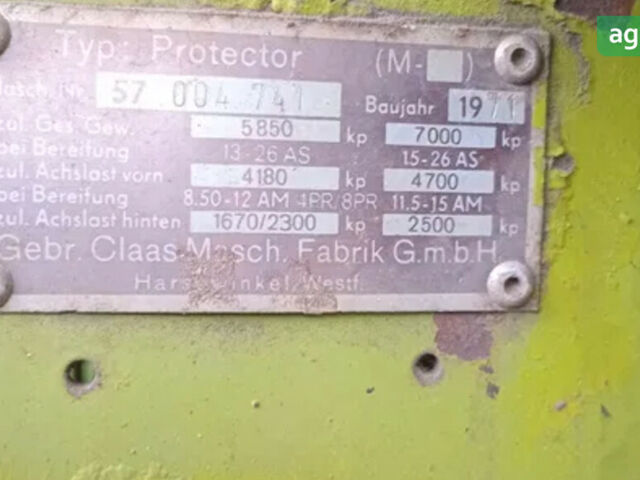 ag
Typ: Protector (M- )
Masch. Nr. 57 004 741 Baujahr 1971
zul. Ges. Gew. 5850 kp 7000 kp
bei Bereifung 13-26 AS 15-26 AS
zul. Achslast vorn 4180 kp 4700 kp
bei Bereifung 8.50-12 AM 4PR/8PR 11.5-15 AM
zul. Achslast hinten 1670/2300 kp 2500 kp
Gebr. Claas Masch. Fabrik G.m.b.H.
Harsewinkel/Westf.